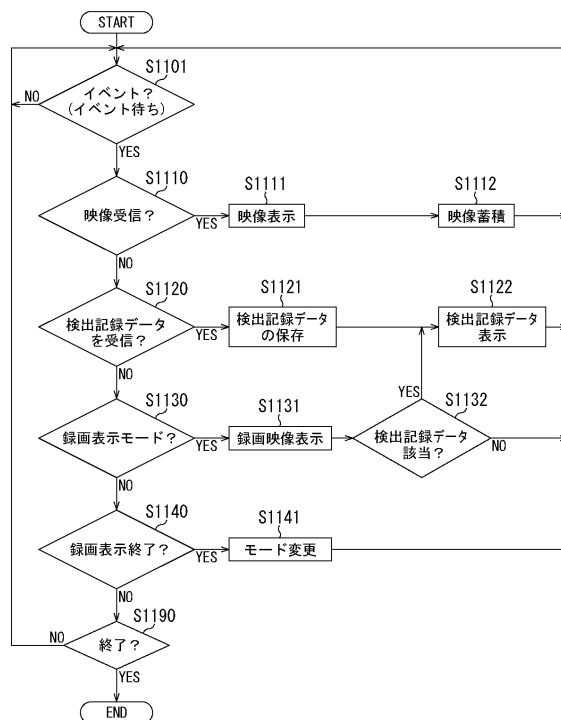 START
S1101
イベント?
(イベント待ち)
NO
YES
S1110
映像受信?
YES
NO
S1111
映像表示
S1112
映像蓄積
S1120
検出記録データ
を受信?
YES
NO
S1121
検出記録データ
の保存
S1122
検出記録データ
表示
S1130
録画表示モード?
YES
NO
S1131
録画映像表示
YES
S1132
検出記録データ
該当?
NO
S1140
録画表示終了?
YES
NO
S1141
モード変更
S1190
終了?
NO
YES
END